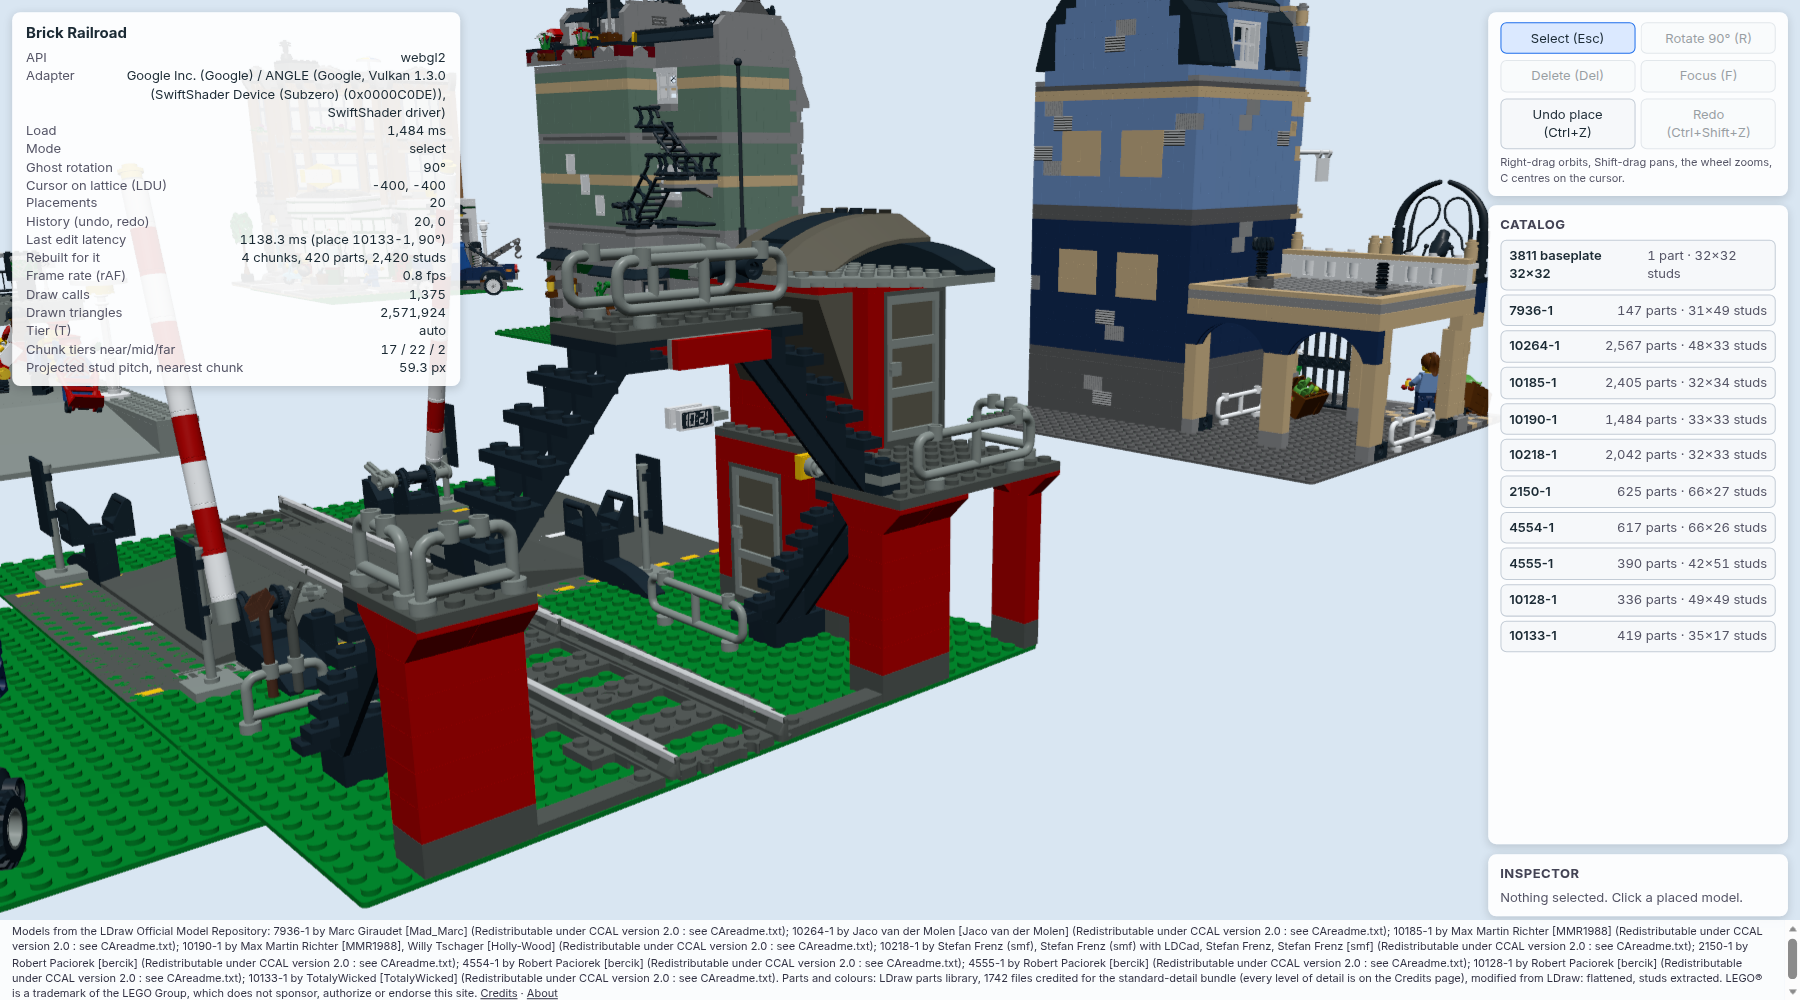 Brick Railroad
API webgl2
Adapter Google Inc. (Google) / ANGLE (Google, Vulkan 1.3.0
(SwiftShader Device (Subzero) (0x0000C0DE)),
SwiftShader driver)
Load 1,484 ms
Mode select
Ghost rotation 90°
Cursor on lattice (LDU) -400, -400
Placements 20
History (undo, redo) 20, 0
Last edit latency 1138.3 ms (place 10133-1, 90°)
Rebuilt for it 4 chunks, 420 parts, 2,420 studs
Frame rate (rAF) 0.8 fps
Draw calls 1,375
Drawn triangles 2,571,924
Tier (T) auto
Chunk tiers near/mid/far 17 / 22 / 2
Projected stud pitch, nearest chunk 59.3 px
10:21
Select (Esc) Rotate 90° (R)
Delete (Del) Focus (F)
Undo place (Ctrl+Z) Redo (Ctrl+Shift+Z)
Right-drag orbits, Shift-drag pans, the wheel zooms,
C centres on the cursor.
CATALOG
3811 baseplate 32×32 1 part · 32×32 studs
7936-1 147 parts · 31×49 studs
10264-1 2,567 parts · 48×33 studs
10185-1 2,405 parts · 32×34 studs
10190-1 1,484 parts · 33×33 studs
10218-1 2,042 parts · 32×33 studs
2150-1 625 parts · 66×27 studs
4554-1 617 parts · 66×26 studs
4555-1 390 parts · 42×51 studs
10128-1 336 parts · 49×49 studs
10133-1 419 parts · 35×17 studs
INSPECTOR
Nothing selected. Click a placed model.
Models from the LDraw Official Model Repository: 7936-1 by Marc Giraudet [Mad_Marc] (Redistributable under CCAL version 2.0 : see CAreadme.txt); 10264-1 by Jaco van der Molen [Jaco van der Molen] (Redistributable under CCAL version 2.0 : see CAreadme.txt); 10185-1 by Max Martin Richter [MMR1988] (Redistributable under CCAL
version 2.0 : see CAreadme.txt); 10190-1 by Max Martin Richter [MMR1988], Willy Tschager [Holly-Wood] (Redistributable under CCAL version 2.0 : see CAreadme.txt); 10218-1 by Stefan Frenz (smf), Stefan Frenz (smf) with LDCad, Stefan Frenz, Stefan Frenz [smf] (Redistributable under CCAL version 2.0 : see CAreadme.txt); 2150-1 by
Robert Paciorek [bercik] (Redistributable under CCAL version 2.0 : see CAreadme.txt); 4554-1 by Robert Paciorek [bercik] (Redistributable under CCAL version 2.0 : see CAreadme.txt); 4555-1 by Robert Paciorek [bercik] (Redistributable under CCAL version 2.0 : see CAreadme.txt); 10128-1 by Robert Paciorek [bercik] (Redistributable
under CCAL version 2.0 : see CAreadme.txt); 10133-1 by TotalyWicked [TotalyWicked] (Redistributable under CCAL version 2.0 : see CAreadme.txt). Parts and colours: LDraw parts library, 1742 files credited for the standard-detail bundle (every level of detail is on the Credits page), modified from LDraw: flattened, studs extracted. LEGO®
is a trademark of the LEGO Group, which does not sponsor, authorize or endorse this site. Credits · About